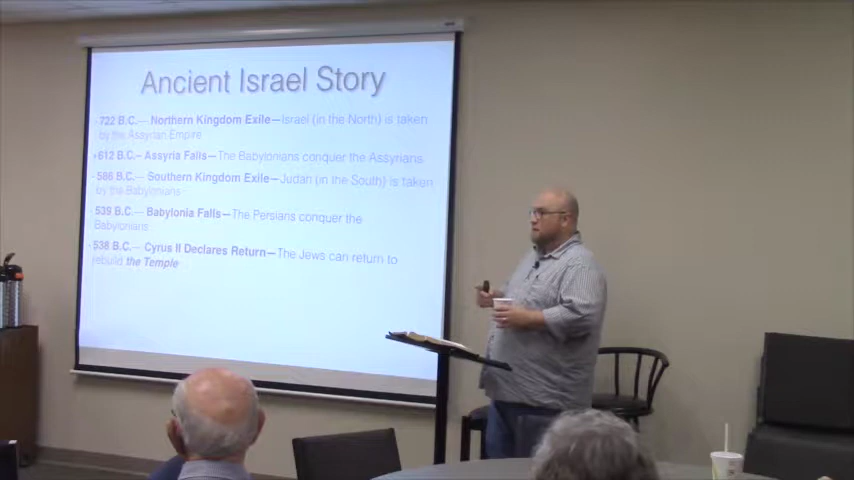 Ancient Israel Story
722 B.C.— Northern Kingdom Exile—Israel (in the North) is taken
by the Assyrian Empire
612 B.C.– Assyria Falls—The Babylonians conquer the Assyrians
586 B.C.— Southern Kingdom Exile—Judah (in the South) is taken
by the Babylonians
539 B.C.— Babylonia Falls—The Persians conquer the
Babylonians
538 B.C.— Cyrus II Declares Return—The Jews can return to
rebuild the Temple